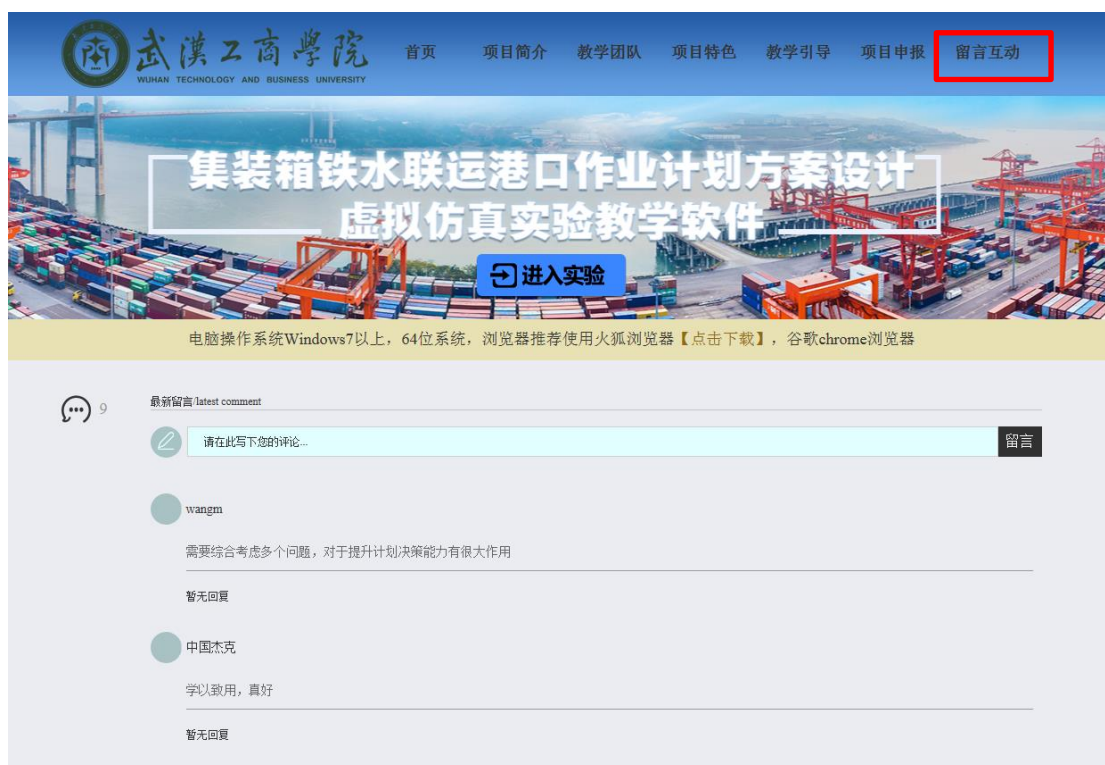 武漢工商學院
WUHAN TECHNOLOGY AND BUSINESS UNIVERSITY
首页 项目简介 教学团队 项目特色 教学引导 项目申报 留言互动
集装箱铁水联运港口作业计划方案设计
虚拟仿真实验教学软件
进入实验
电脑操作系统Windows7以上，64位系统，浏览器推荐使用火狐浏览器【点击下载】，谷歌chrome浏览器
9
最新留言/latest comment
请在此写下您的评论...
留言
wangm
需要综合考虑多个问题，对于提升计划决策能力有很大作用
暂无回复
中国杰克
学以致用，真好
暂无回复